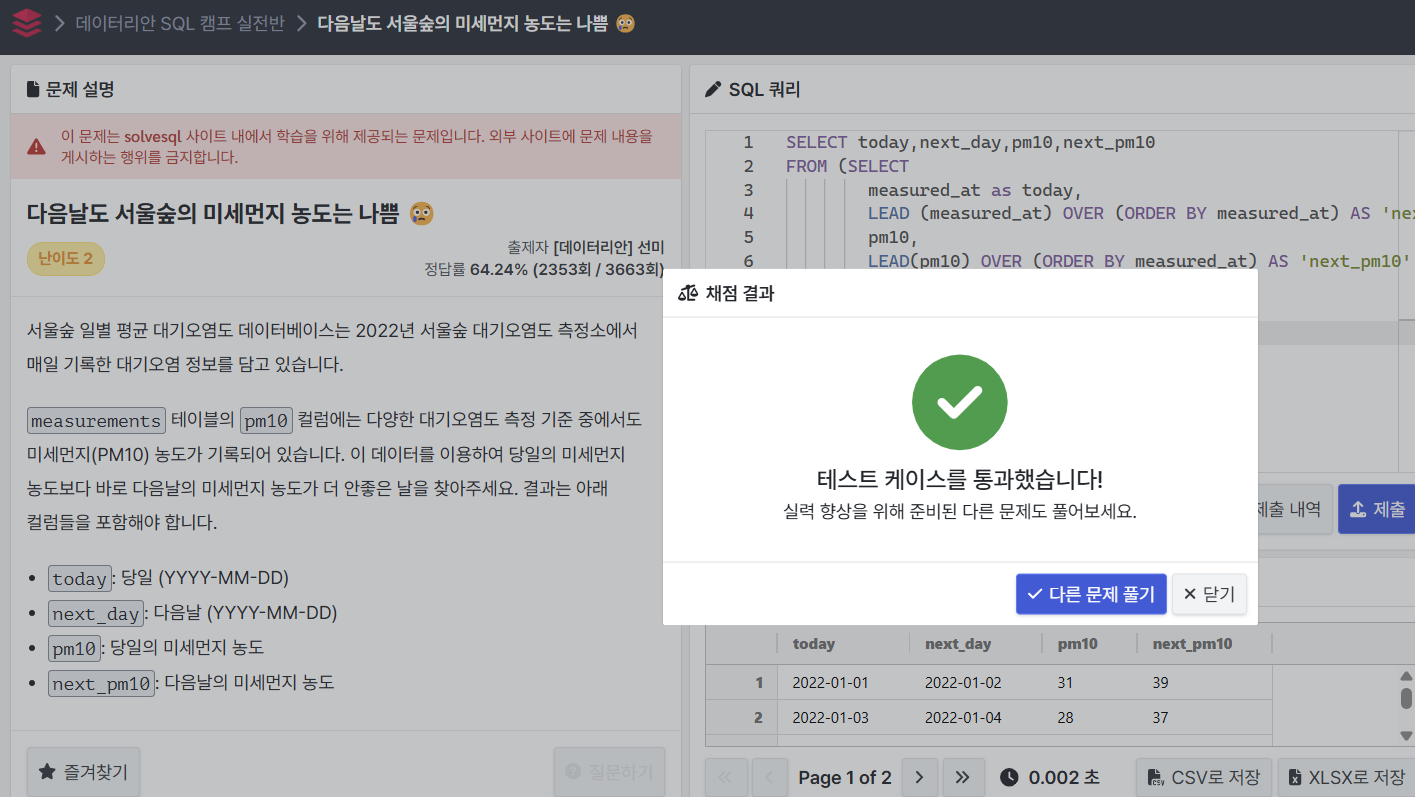 데이터리안 SQL 캠프 실전반
다음날도 서울숲의 미세먼지 농도는 나쁨 😢
문제 설명
이 문제는 solvesql 사이트 내에서 학습을 위해 제공되는 문제입니다. 외부 사이트에 문제 내용을
게시하는 행위를 금지합니다.
다음날도 서울숲의 미세먼지 농도는 나쁨 😢
난이도 2
출제자 [데이터리안] 선미
정답률 64.24% (2353회 / 3663회)
서울숲 일별 평균 대기오염도 데이터베이스는 2022년 서울숲 대기오염도 측정소에서
매일 기록한 대기오염 정보를 담고 있습니다.
measurements 테이블의 pm10 컬럼에는 다양한 대기오염도 측정 기준 중에서도
미세먼지(PM10) 농도가 기록되어 있습니다. 이 데이터를 이용하여 당일의 미세먼지
농도보다 바로 다음날의 미세먼지 농도가 더 안좋은 날을 찾아주세요. 결과는 아래
컬럼들을 포함해야 합니다.
• today: 당일 (YYYY-MM-DD)
• next_day: 다음날 (YYYY-MM-DD)
• pm10: 당일의 미세먼지 농도
• next_pm10: 다음날의 미세먼지 농도
즐겨찾기
질문하기
SQL 쿼리
1 SELECT today,next_day,pm10,next_pm10
2 FROM (SELECT
3 measured_at as today,
4 LEAD (measured_at) OVER (ORDER BY measured_at) AS 'nex
5 pm10,
6 LEAD(pm10) OVER (ORDER BY measured_at) AS 'next_pm10'
채점 결과
테스트 케이스를 통과했습니다!
실력 향상을 위해 준비된 다른 문제도 풀어보세요.
다른 문제 풀기
닫기
제출 내역
제출
today next_day pm10 next_pm10
1 2022-01-01 2022-01-02 31 39
2 2022-01-03 2022-01-04 28 37
Page 1 of 2
0.002 초
CSV로 저장
XLSX로 저장